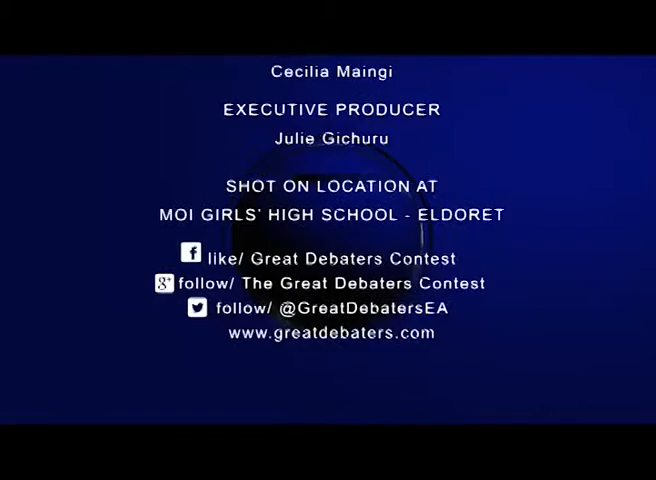 Cecilia Maingi
EXECUTIVE PRODUCER
Julie Gichuru
SHOT ON LOCATION AT
MOI GIRLS' HIGH SCHOOL - ELDORET
f like/ Great Debaters Contest
g+ follow/ The Great Debaters Contest
follow/ @GreatDebatersEA
www.greatdebaters.com